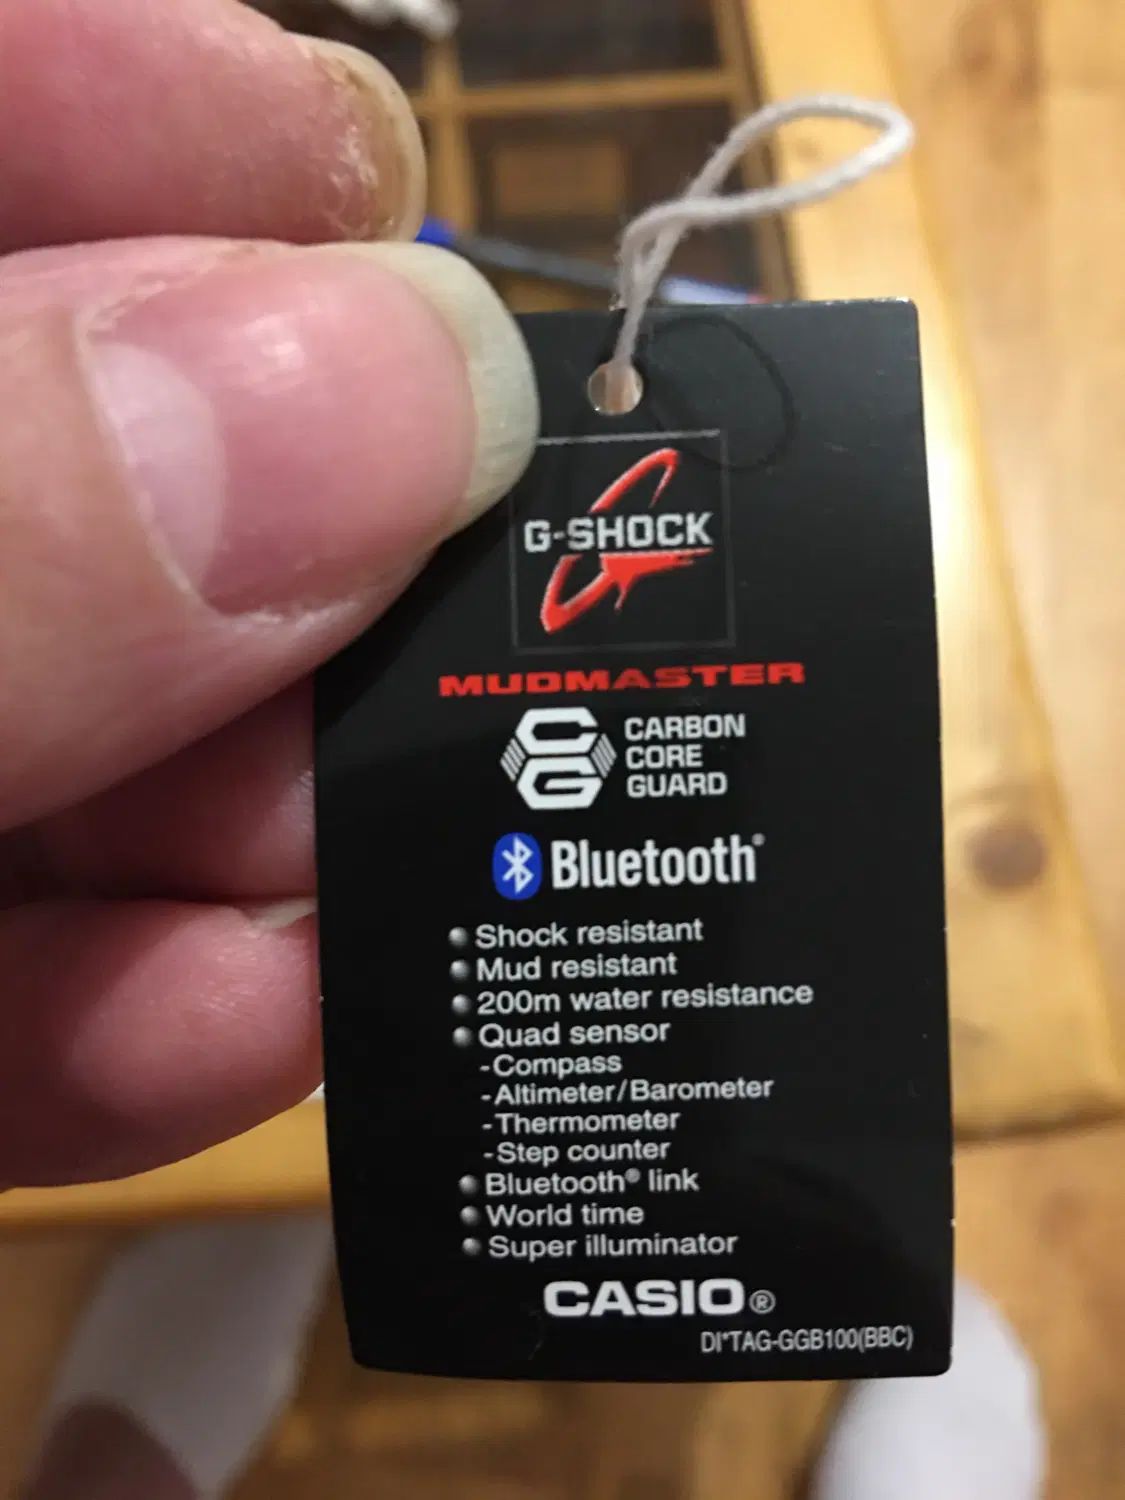 G-SHOCK
MUDMASTER
CG
CARBON
CORE
GUARD
Bluetooth®
Shock resistant
Mud resistant
200m water resistance
Quad sensor
-Compass
-Altimeter/Barometer
-Thermometer
-Step counter
Bluetooth® link
World time
Super illuminator
CASIO®
DI*TAG-GGB100(BBC)